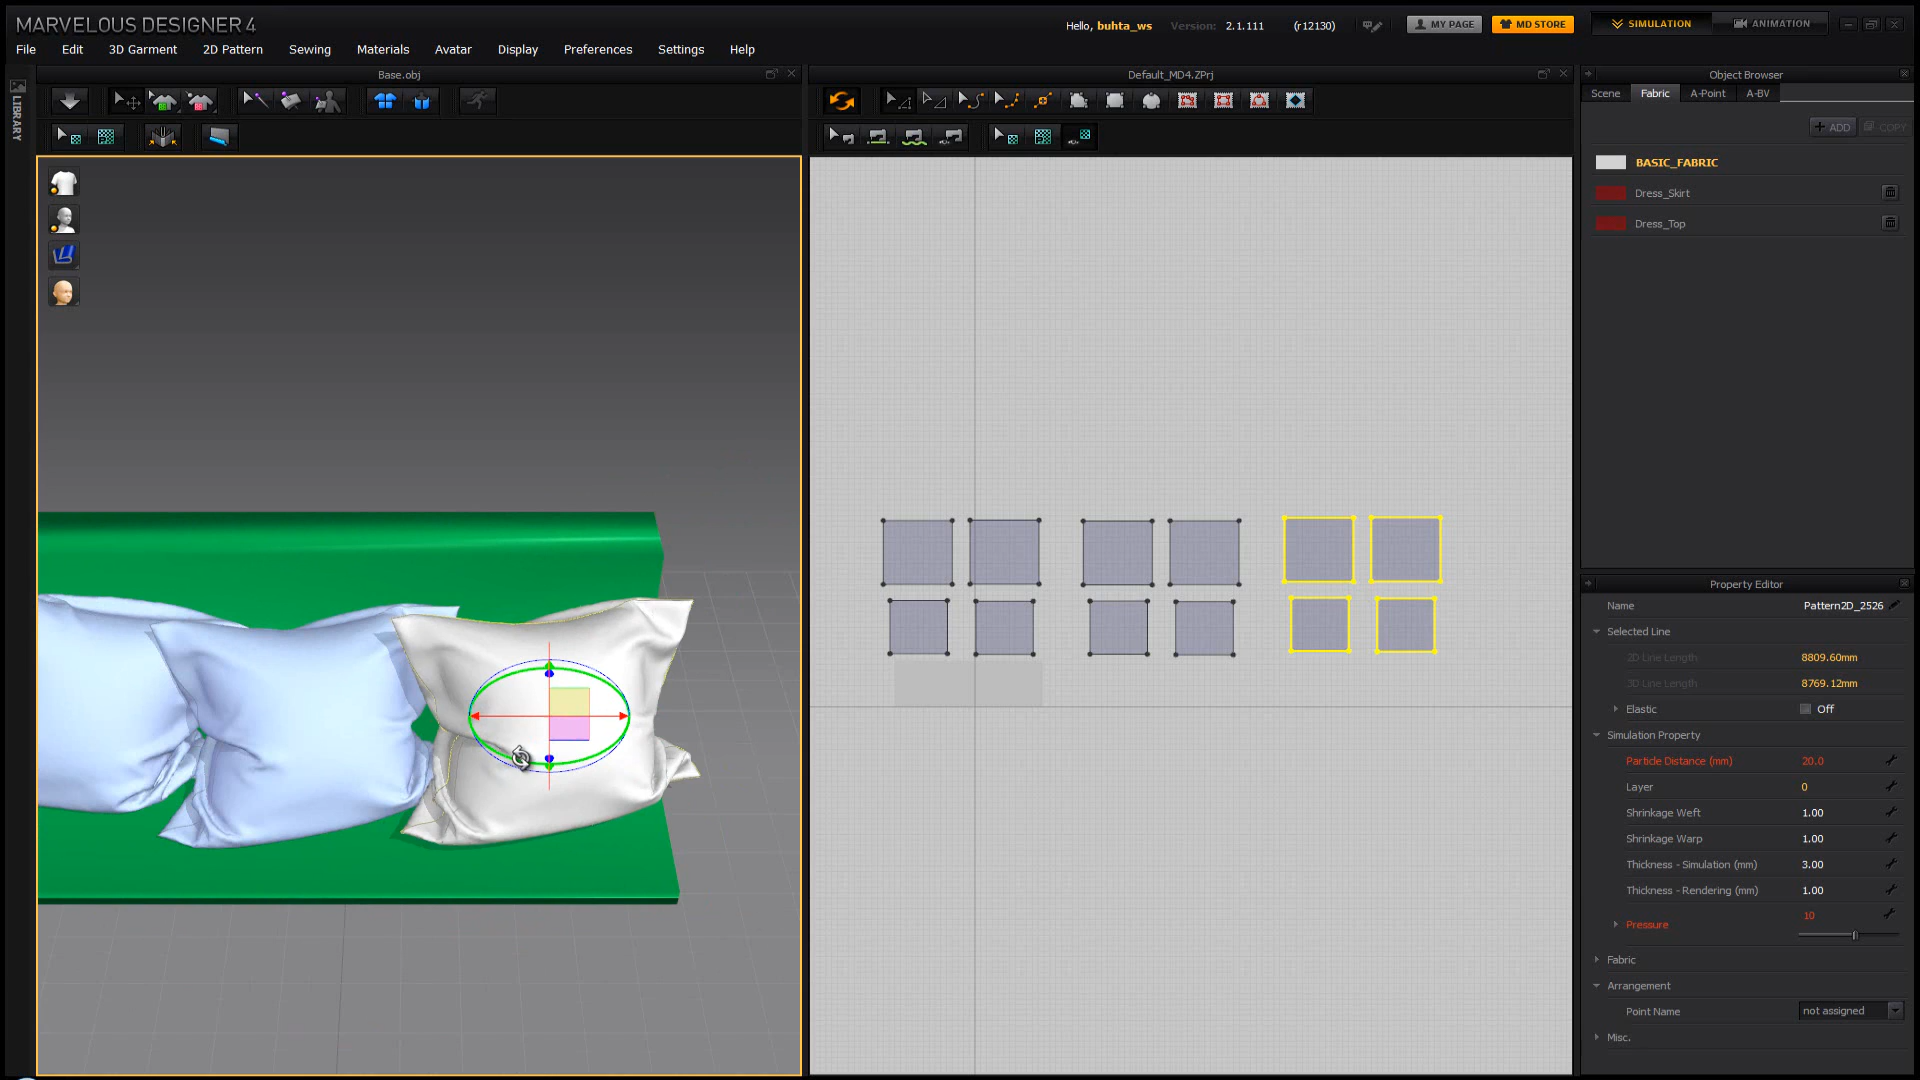 MARVELOUS DESIGNER 4
Hello, buhta_ws
Version: 2.1.111 (r12130)
MY PAGE
MD STORE
SIMULATION
ANIMATION
File Edit 3D Garment 2D Pattern Sewing Materials Avatar Display Preferences Settings Help
LIBRARY
Base.obj
Default_MD4.ZPrj
Object Browser
Scene Fabric A-Point A-BV
+ ADD
COPY
BASIC_FABRIC
Dress_Skirt
Dress_Top
Property Editor
Name Pattern2D_2526
Selected Line
2D Line Length 8809.60mm
3D Line Length 8769.12mm
Elastic Off
Simulation Property
Particle Distance (mm) 20.0
Layer 0
Shrinkage Weft 1.00
Shrinkage Warp 1.00
Thickness - Simulation (mm) 3.00
Thickness - Rendering (mm) 1.00
Pressure 10
Fabric
Arrangement
Point Name not assigned
Misc.